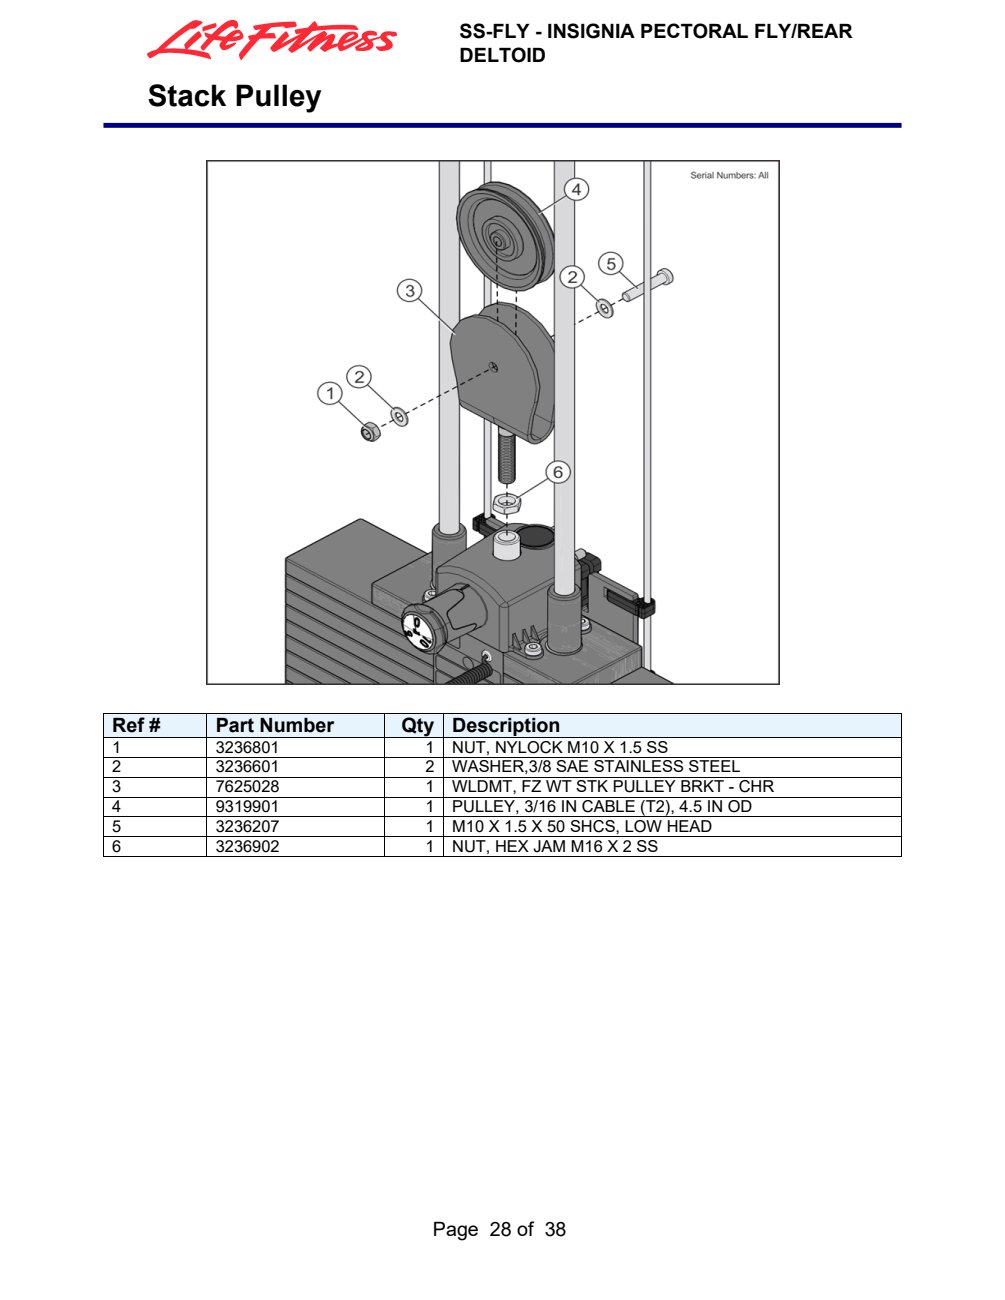 Life Fitness
SS-FLY - INSIGNIA PECTORAL FLY/REAR
DELTOID
Stack Pulley
Serial Numbers: All
4
5
2
3
2
1
6
Ref # Part Number Qty Description
1 3236801 1 NUT, NYLOCK M10 X 1.5 SS
2 3236601 2 WASHER,3/8 SAE STAINLESS STEEL
3 7625028 1 WLDMT, FZ WT STK PULLEY BRKT - CHR
4 9319901 1 PULLEY, 3/16 IN CABLE (T2), 4.5 IN OD
5 3236207 1 M10 X 1.5 X 50 SHCS, LOW HEAD
6 3236902 1 NUT, HEX JAM M16 X 2 SS
Page 28 of 38